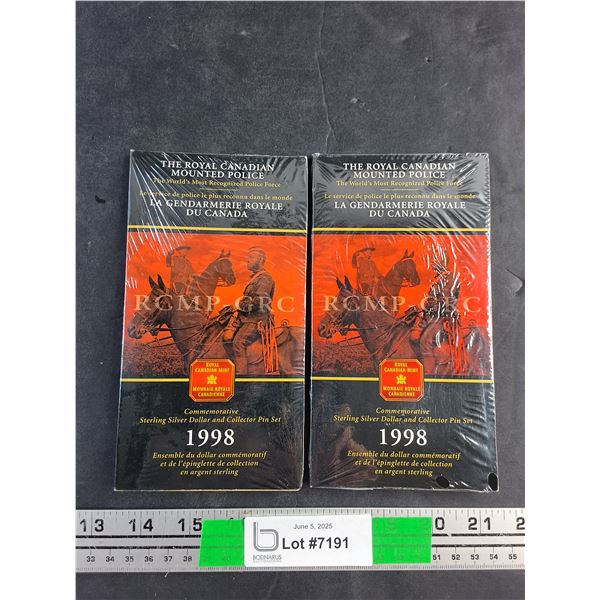 THE ROYAL CANADIAN
MOUNTED POLICE
The World's Most Recognized Police Force
Le service de police le plus reconnu dans le monde
LA GENDARMERIE ROYALE
DU CANADA
RCMP GRC
ROYAL
CANADIAN MINT
MONNAIE ROYALE
CANADIENNE
Commemorative
Sterling Silver Dollar and Collector Pin Set
1998
Ensemble du dollar commémoratif
et de l'épinglette de collection
en argent sterling
THE ROYAL CANADIAN
MOUNTED POLICE
The World's Most Recognized Police Force
Le service de police le plus reconnu dans le monde
LA GENDARMERIE ROYALE
DU CANADA
RCMP GRC
ROYAL
CANADIAN MINT
MONNAIE ROYALE
CANADIENNE
Commemorative
Sterling Silver Dollar and Collector Pin Set
1998
Ensemble du dollar commémoratif
et de l'épinglette de collection
en argent sterling
13 14 15 20 21
June 5, 2025
Lot #7191
BODNARUS
33 34 35 36 37 38 52 53 54 55